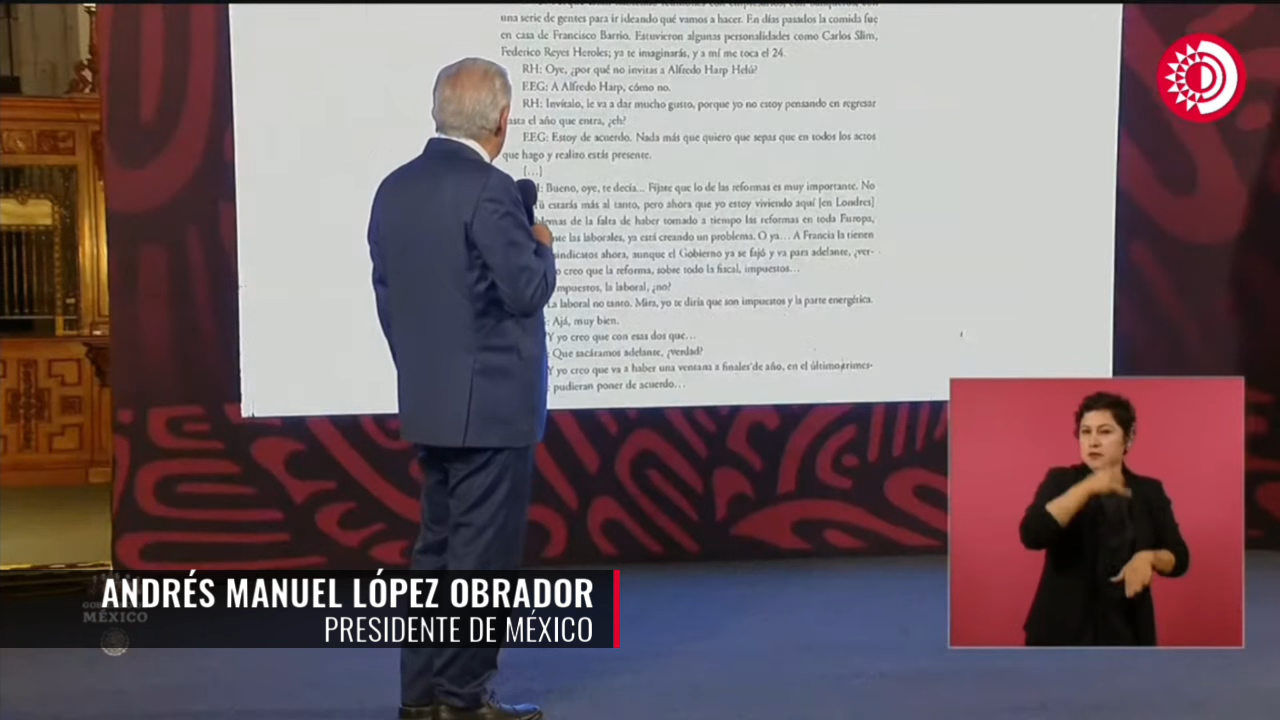 una serie de gentes para ir ideando qué vamos a hacer. En días pasados la comida fue
en casa de Francisco Barrio. Estuvieron algunas personalidades como Carlos Slim,
Federico Reyes Heroles; ya te imaginarás, y a mí me toca el 24.
RH: Oye, ¿por qué no invitas a Alfredo Harp Helú?
F.F.G: A Alfredo Harp, cómo no.
RH: Invítalo, le va a dar mucho gusto, porque yo no estoy pensando en regresar
asta el año que entra, ¿eh?
F.F.G: Estoy de acuerdo. Nada más que quiero que sepas que en todos los actos
que hago y realizo estás presente.
[...]
: Bueno, oye, te decía... Fíjate que lo de las reformas es muy importante. No
Tú estarás más al tanto, pero ahora que yo estoy viviendo aquí [en Londres]
blemas de la falta de haber tomado a tiempo las reformas en toda Europa,
nte las laborales, ya está creando un problema. O ya... A Francia la tienen
sindicatos ahora, aunque el Gobierno ya se fajó y va para adelante, ¿ver-
o creo que la reforma, sobre todo la fiscal, impuestos...
mpuestos, la laboral, ¿no?
La laboral no tanto. Mira, yo te diría que son impuestos y la parte energética.
: Ajá, muy bien.
Y yo creo que con esas dos que...
: Que sacáramos adelante, ¿verdad?
Y yo creo que va a haber una ventana a finales de año, en el último trimes-
pudieran poner de acuerdo...
ANDRÉS MANUEL LÓPEZ OBRADOR
PRESIDENTE DE MÉXICO
MÉXICO